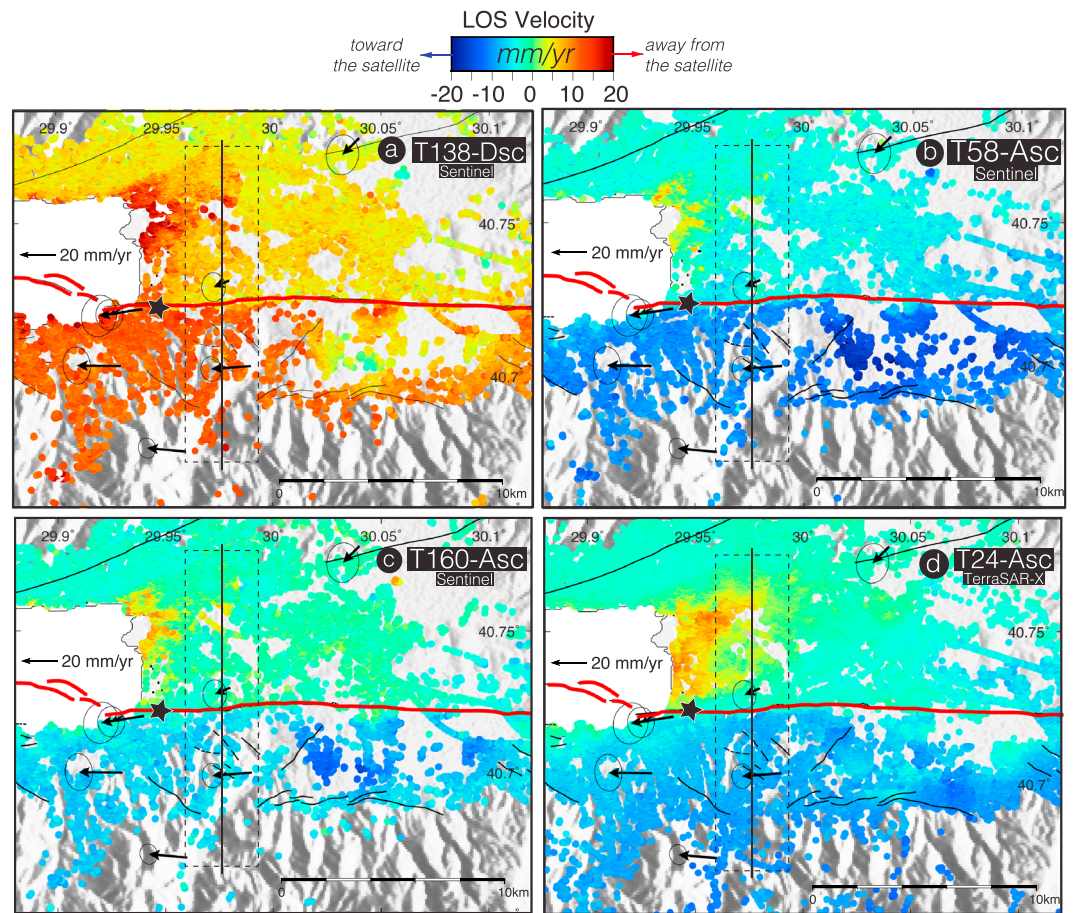 LOS Velocity
toward
the satellite
mm/yr
away from
the satellite
-20 -10 0 10 20
29.9 29.95 30 30.05 30.1
a T138-Dsc
Sentinel
40.75
20 mm/yr
40.7
0 10km
29.9 29.95 30 30.05 30.1
b T58-Asc
Sentinel
40.75
20 mm/yr
40.7
0 10km
29.9 29.95 30 30.05 30.1
c T160-Asc
Sentinel
40.75
20 mm/yr
40.7
0 10km
29.9 29.95 30 30.05 30.1
d T24-Asc
TerraSAR-X
40.75
20 mm/yr
40.7
0 10km